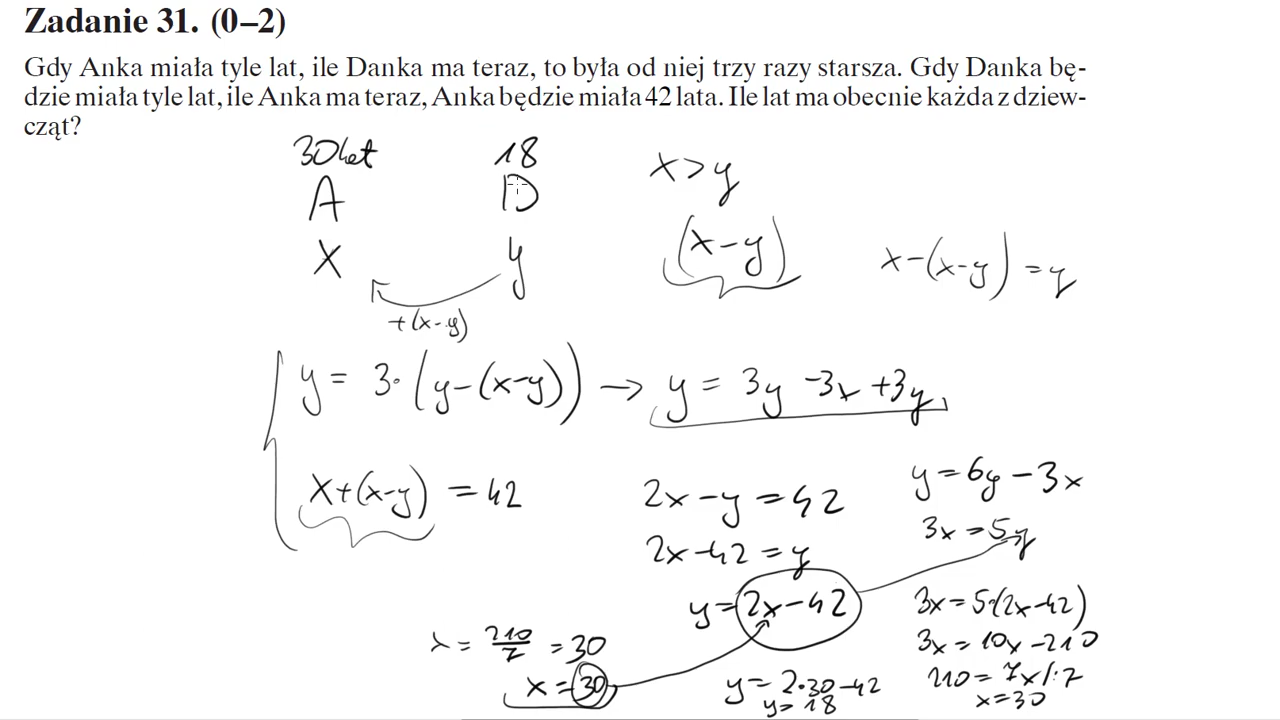 Zadanie 31. (0–2)
Gdy Anka miała tyle lat, ile Danka ma teraz, to była od niej trzy razy starsza. Gdy Danka bę-
dzie miała tyle lat, ile Anka ma teraz, Anka będzie miała 42 lata. Ile lat ma obecnie każda z dziew-
cząt?
30 lat 18
A D x > y
x y (x-y) x-(x-y) = y
+(x-y)
y = 3·(y-(x-y)) → y = 3y -3x +3y
x+(x-y) = 42
2x-y = 42
2x-42 = y
y = 2x-42
y = 6y - 3x
3x = 5y
3x = 5·(2x-42)
3x = 10x - 210
210 = 7x /:7
x = 30
x = 210/7 = 30
x = 30
y = 2·30-42
y = 18